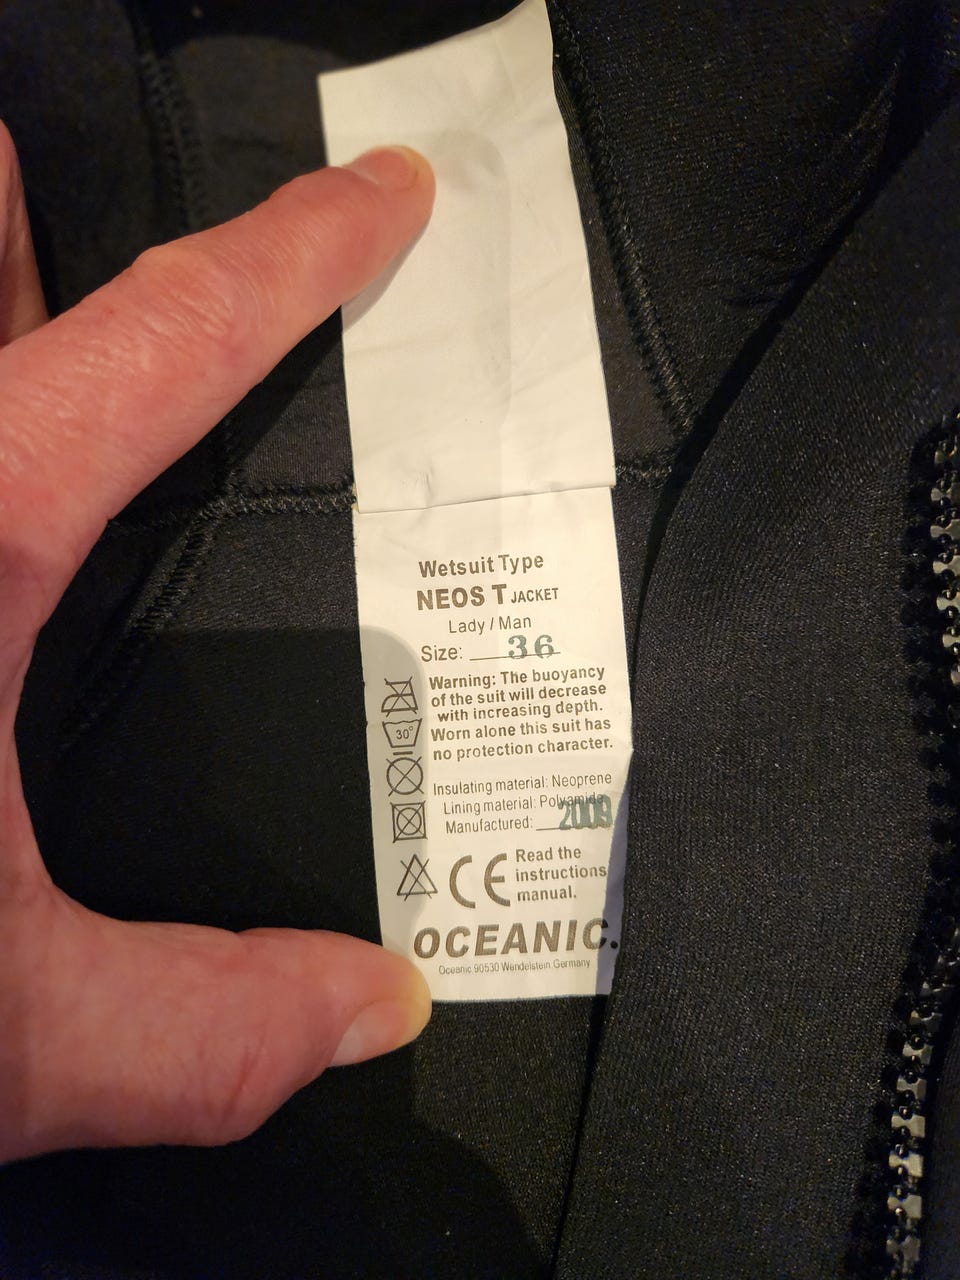 Wetsuit Type
NEOS T JACKET
Lady / Man
Size: 36
Warning: The buoyancy
of the suit will decrease
with increasing depth.
Worn alone this suit has
no protection character.
30°
Insulating material: Neoprene
Lining material: Polyamide
Manufactured: 2009
CE
Read the
instructions
manual.
OCEANIC.
Oceanic 90530 Wendelstein Germany